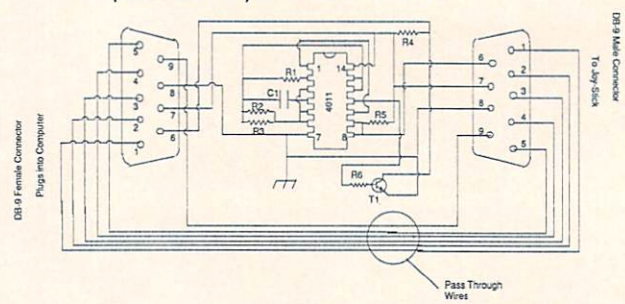 DB-9 Female Connector
Plugs into Computer
5
4
3
2
1
9
8
7
6
R1
C1
R2
R3
1
14
4011
7
8
R4
R5
R6
T1
6
7
8
9
1
2
3
4
5
DB-9 Male Connector
To Joy-Stick
Pass Through
Wires